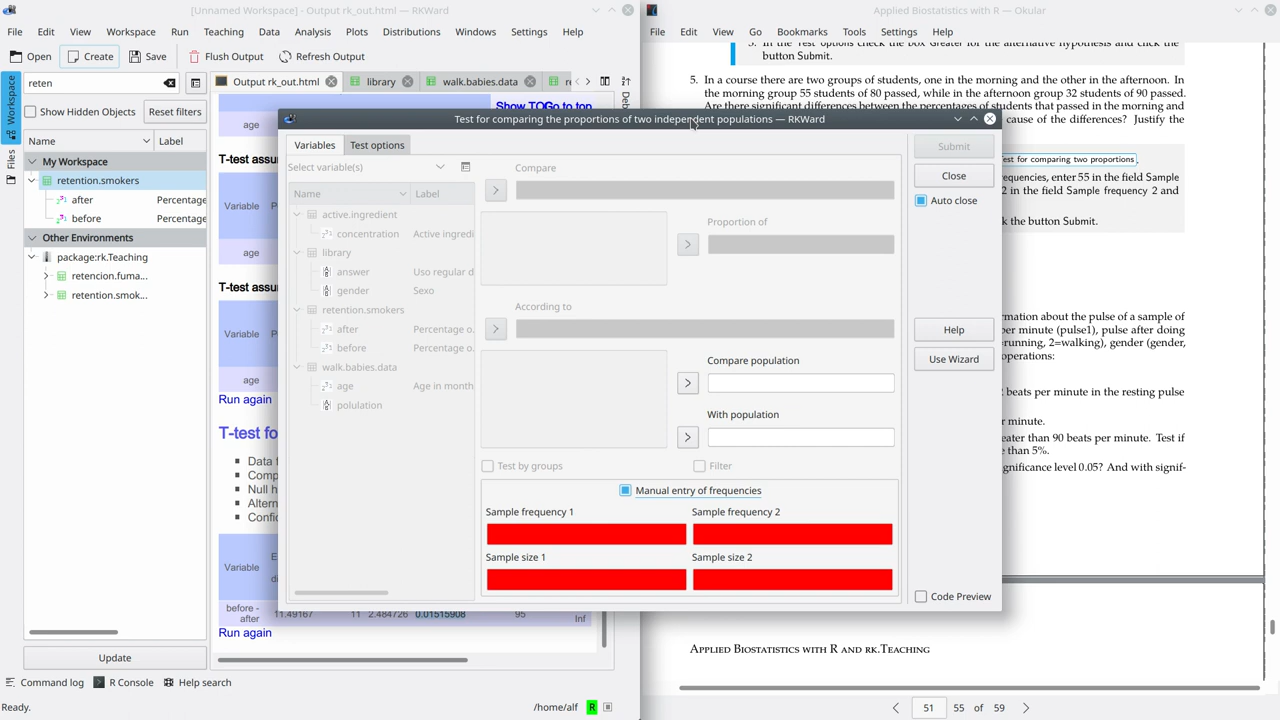 [Unnamed Workspace] - Output rk_out.html — RKWard
File Edit View Workspace Run Teaching Data Analysis Plots Distributions Windows Settings Help
Open Create Save Flush Output Refresh Output
Workspace
Files
reten
Show Hidden Objects Reset filters
Name Label
My Workspace
retention.smokers
after Percentage
before Percentage
Other Environments
package:rk.Teaching
retencion.fuma...
retention.smok...
Update
Command log R Console Help search
Ready. /home/alf R
Output rk_out.html library walk.babies.data
Show TOC Go to top
age
T-test assu
Variable
age
T-test assu
Variable
age
Run again
T-test fo
Data f
Comp
Null h
Altern
Confid
Variable
before - after 11.49167 11 2.484726 0.01515908 95 Inf
Run again
Test for comparing the proportions of two independent populations — RKWard
Variables Test options
Select variable(s)
Name Label
active.ingredient
concentration Active ingredi
library
answer Uso regular d
gender Sexo
retention.smokers
after Percentage o.
before Percentage o.
walk.babies.data
age Age in month
polulation
Compare
Proportion of
According to
Compare population
With population
Test by groups Filter
Manual entry of frequencies
Sample frequency 1 Sample frequency 2
Sample size 1 Sample size 2
Submit
Close
Auto close
Help
Use Wizard
Code Preview
Applied Biostatistics with R — Okular
File Edit View Go Bookmarks Tools Settings Help
button Submit.
5. In a course there are two groups of students, one in the morning and the other in the afternoon. In
the morning group 55 students of 80 passed, while in the afternoon group 32 students of 90 passed.
Are there significant differences between the percentages of students that passed in the morning and
cause of the differences? Justify the
est for comparing two proportions
equencies, enter 55 in the field Sample
2 in the field Sample frequency 2 and
k the button Submit.
rmation about the pulse of a sample of
per minute (pulse1), pulse after doing
running, 2=walking), gender (gender,
operations:
beats per minute in the resting pulse
minute.
eater than 90 beats per minute. Test if
e than 5%.
gnificance level 0.05? And with signif-
Applied Biostatistics with R and rk.Teaching
51 55 of 59